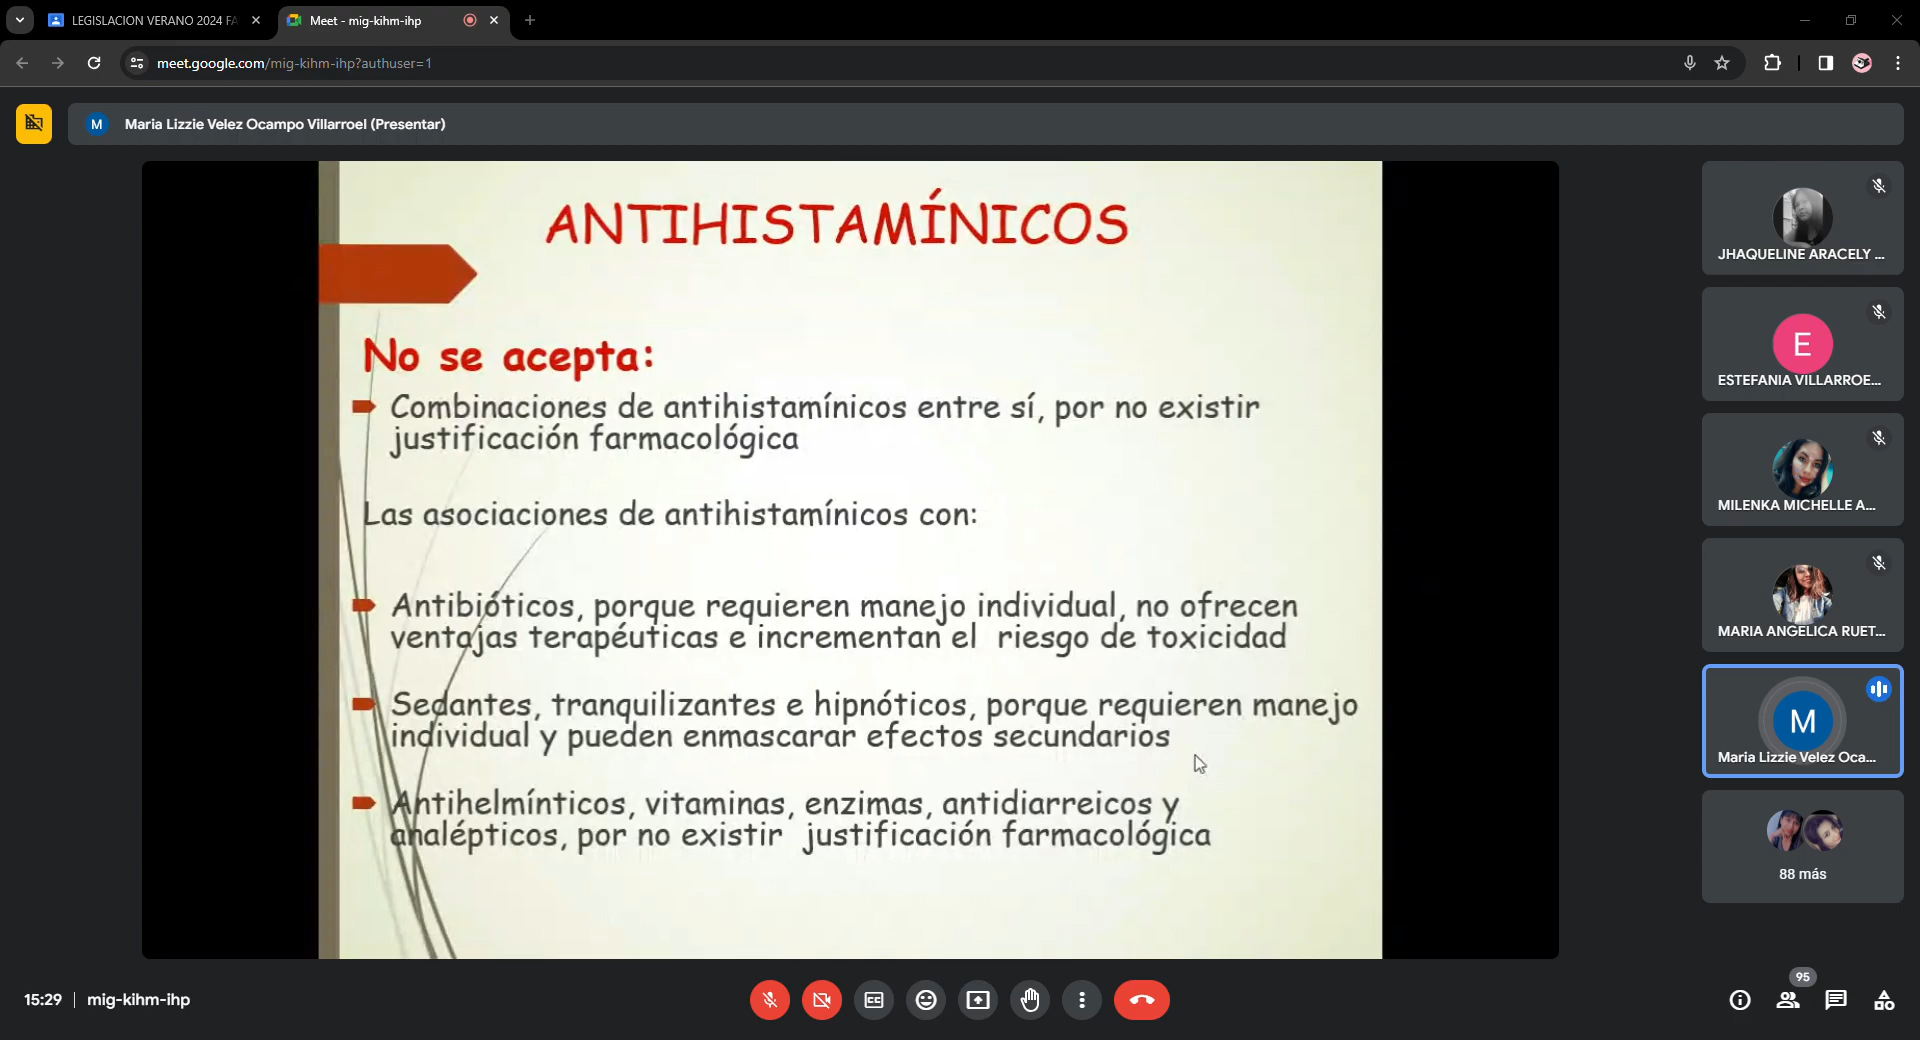 LEGISLACION VERANO 2024 FA
Meet - mig-kihm-ihp
meet.google.com/mig-kihm-ihp?authuser=1
M
Maria Lizzie Velez Ocampo Villarroel (Presentar)
ANTIHISTAMÍNICOS
No se acepta:
Combinaciones de antihistamínicos entre sí, por no existir
justificación farmacológica
Las asociaciones de antihistamínicos con:
Antibióticos, porque requieren manejo individual, no ofrecen
ventajas terapéuticas e incrementan el riesgo de toxicidad
Sedantes, tranquilizantes e hipnóticos, porque requieren manejo
individual y pueden enmascarar efectos secundarios
Antihelmínticos, vitaminas, enzimas, antidiarreicos y
analépticos, por no existir justificación farmacológica
JHAQUELINE ARACELY ...
E
ESTEFANIA VILLARROE...
MILENKA MICHELLE A...
MARIA ANGELICA RUET...
M
Maria Lizzie Velez Oca...
88 más
15:29 | mig-kihm-ihp
CC
95